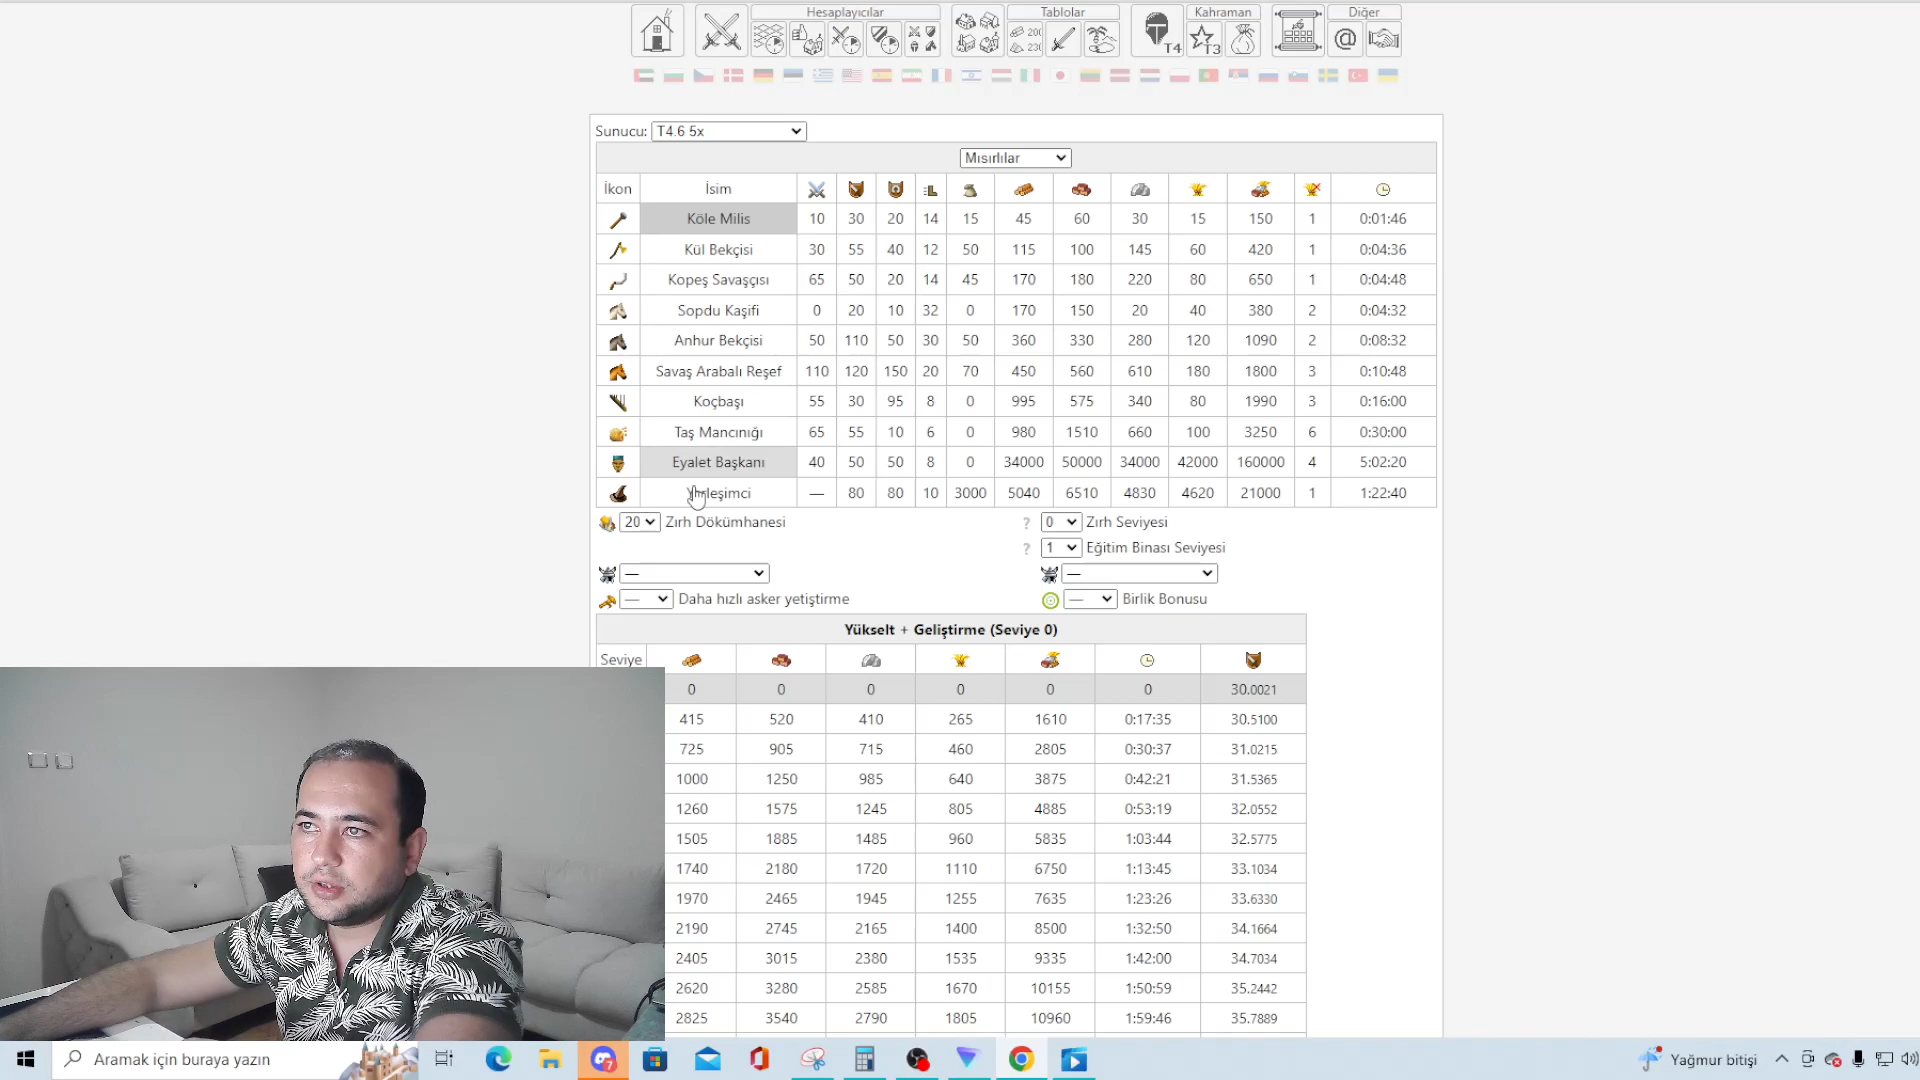 Hesaplayıcılar Tablolar Kahraman Diğer
200 230 T4 T3 @
Sunucu: T4.6 5x
Mısırlılar
İkon İsim
Köle Milis 10 30 20 14 15 45 60 30 15 150 1 0:01:46
Kül Bekçisi 30 55 40 12 50 115 100 145 60 420 1 0:04:36
Kopeş Savaşçısı 65 50 20 14 45 170 180 220 80 650 1 0:04:48
Sopdu Kaşifi 0 20 10 32 0 170 150 20 40 380 2 0:04:32
Anhur Bekçisi 50 110 50 30 50 360 330 280 120 1090 2 0:08:32
Savaş Arabalı Reşef 110 120 150 20 70 450 560 610 180 1800 3 0:10:48
Koçbaşı 55 30 95 8 0 995 575 340 80 1990 3 0:16:00
Taş Mancınığı 65 55 10 6 0 980 1510 660 100 3250 6 0:30:00
Eyalet Başkanı 40 50 50 8 0 34000 50000 34000 42000 160000 4 5:02:20
Yerleşimci — 80 80 10 3000 5040 6510 4830 4620 21000 1 1:22:40
20 Zırh Dökümhanesi ? 0 Zırh Seviyesi
? 1 Eğitim Binası Seviyesi
— —
— Daha hızlı asker yetiştirme — Birlik Bonusu
Yükselt + Geliştirme (Seviye 0)
Seviye
0 0 0 0 0 0 30.0021
415 520 410 265 1610 0:17:35 30.5100
725 905 715 460 2805 0:30:37 31.0215
1000 1250 985 640 3875 0:42:21 31.5365
1260 1575 1245 805 4885 0:53:19 32.0552
1505 1885 1485 960 5835 1:03:44 32.5775
1740 2180 1720 1110 6750 1:13:45 33.1034
1970 2465 1945 1255 7635 1:23:26 33.6330
2190 2745 2165 1400 8500 1:32:50 34.1664
2405 3015 2380 1535 9335 1:42:00 34.7034
2620 3280 2585 1670 10155 1:50:59 35.2442
2825 3540 2790 1805 10960 1:59:46 35.7889
Aramak için buraya yazın 7 Yağmur bitişi